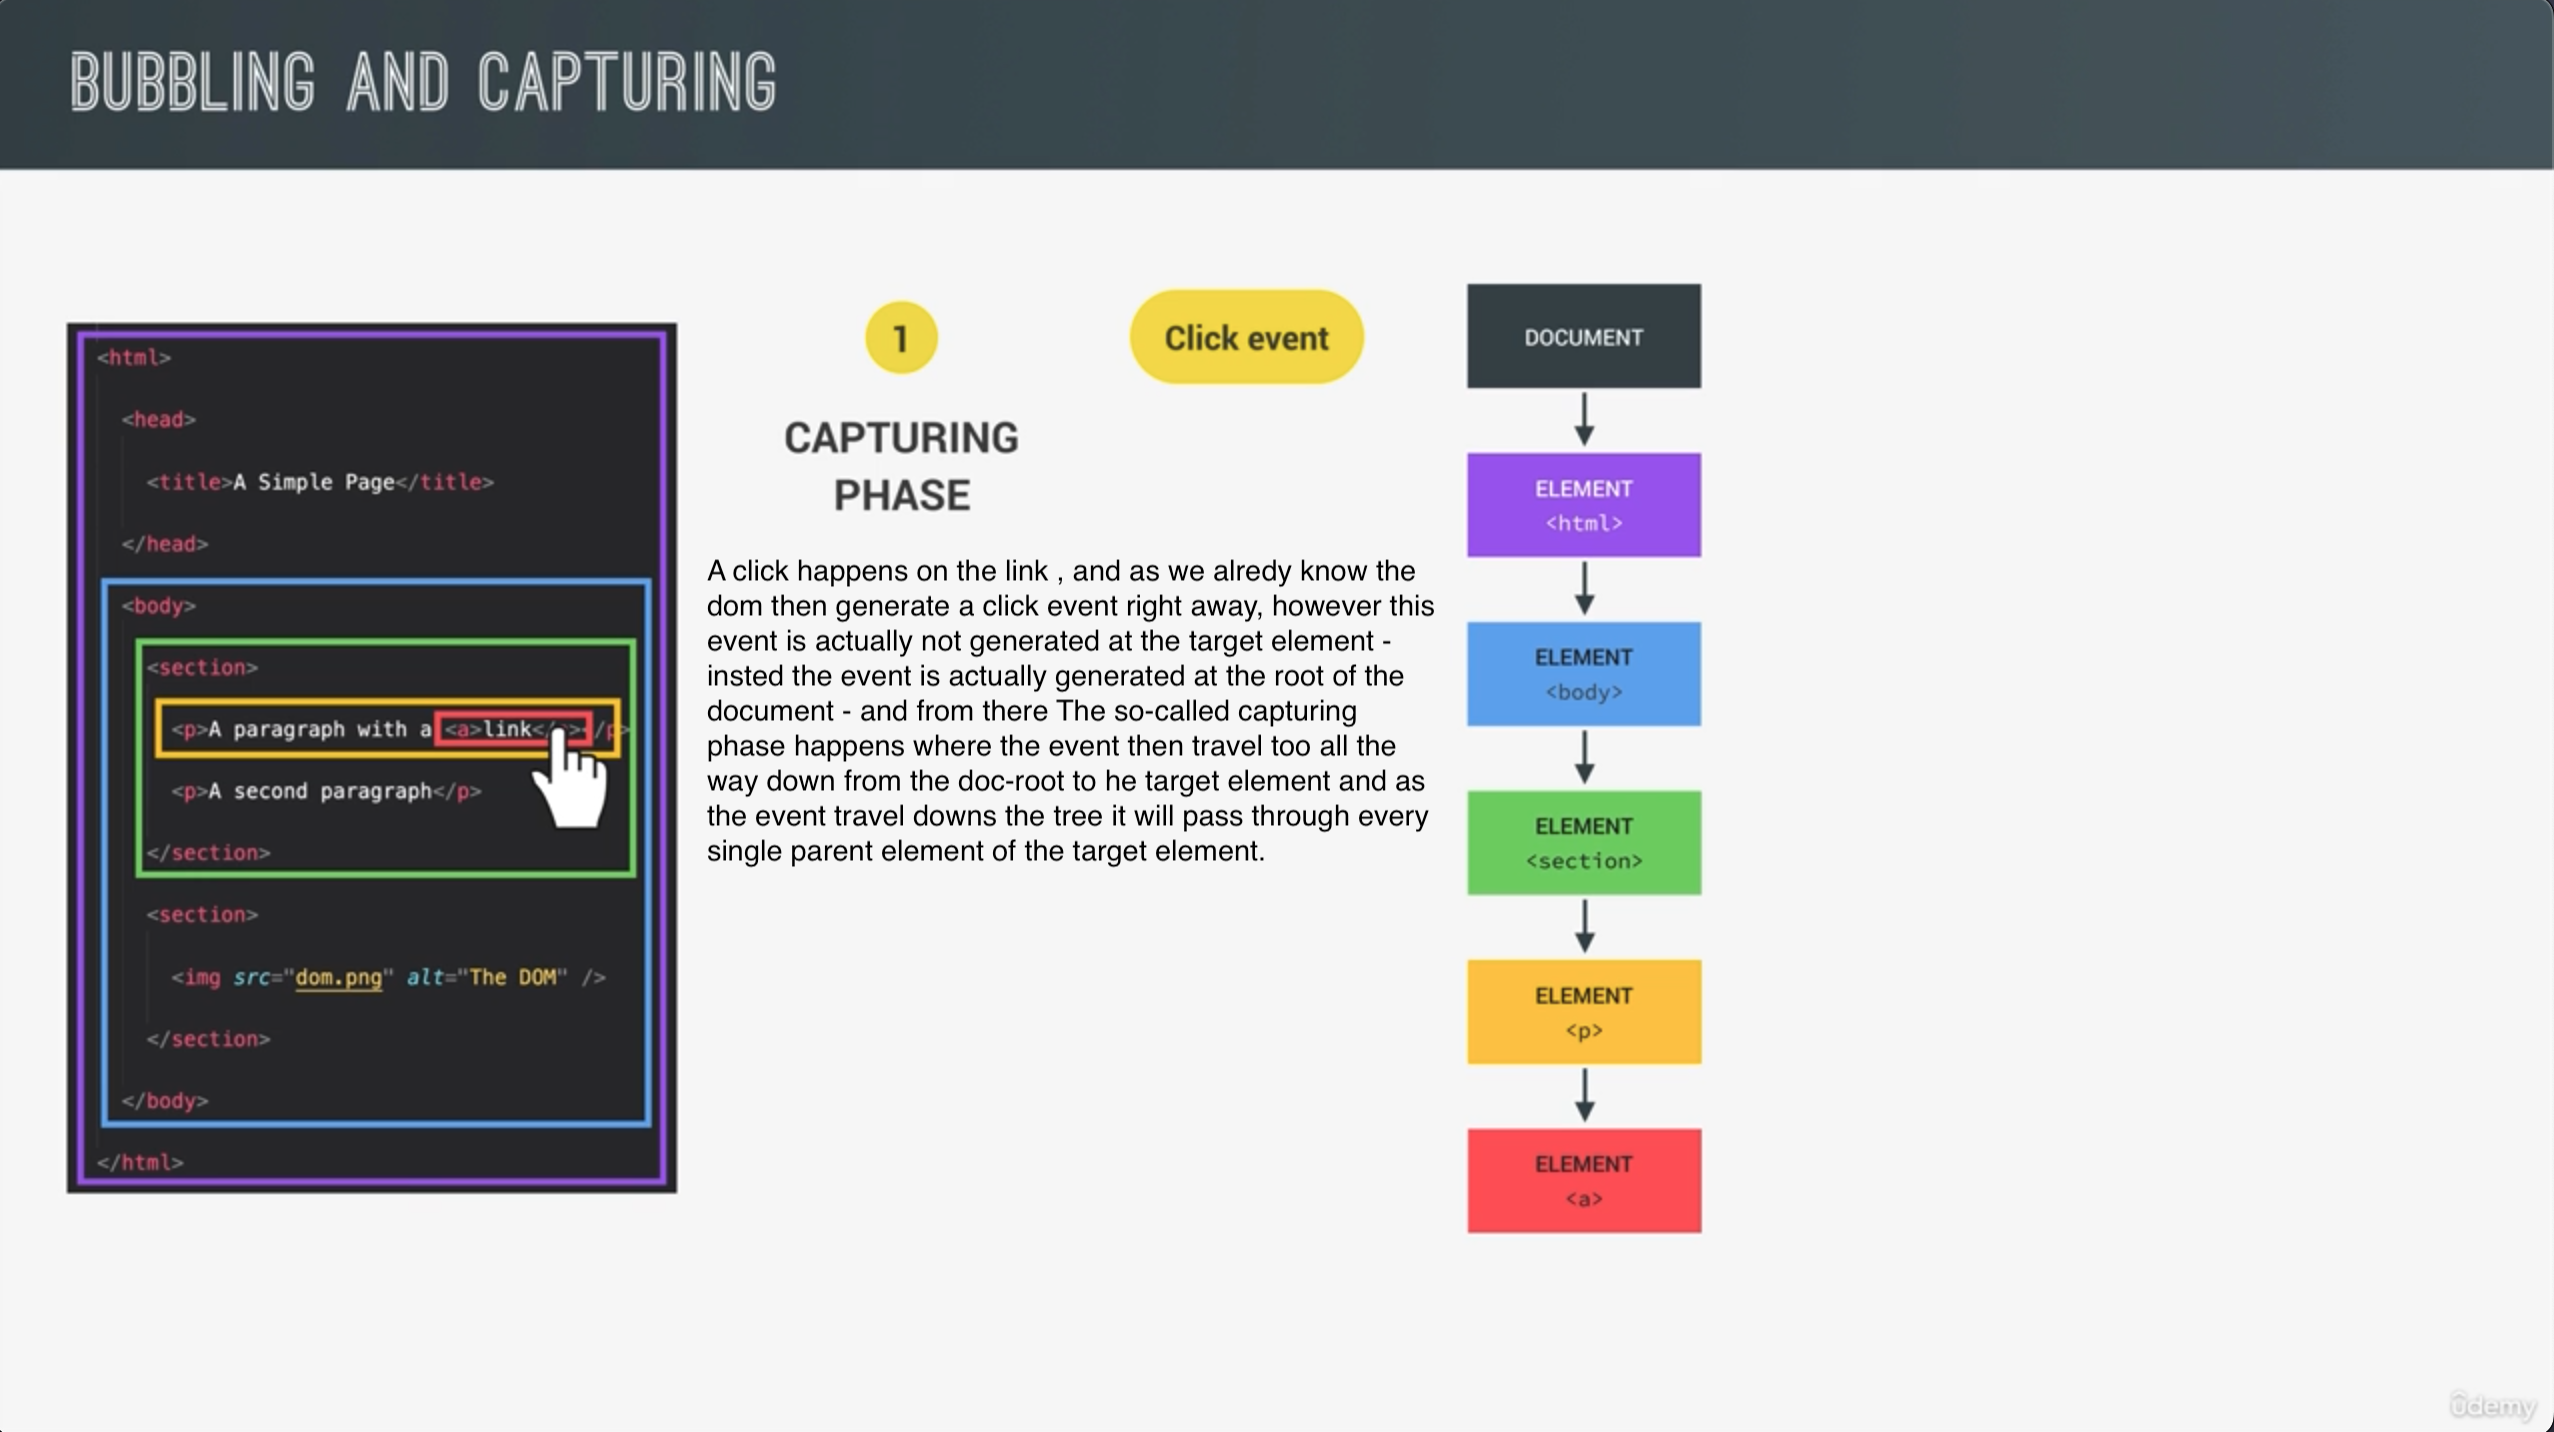 BUBBLING AND CAPTURING
<html>
<head>
<title>A Simple Page</title>
</head>
<body>
<section>
<p>A paragraph with a <a>link</a></p>
<p>A second paragraph</p>
</section>
<section>
<img src="dom.png" alt="The DOM" />
</section>
</body>
</html>
1
CAPTURING
PHASE
Click event
A click happens on the link , and as we alredy know the
dom then generate a click event right away, however this
event is actually not generated at the target element -
insted the event is actually generated at the root of the
document - and from there The so-called capturing
phase happens where the event then travel too all the
way down from the doc-root to he target element and as
the event travel downs the tree it will pass through every
single parent element of the target element.
DOCUMENT
ELEMENT
<html>
ELEMENT
<body>
ELEMENT
<section>
ELEMENT
<p>
ELEMENT
<a>
ûdemy